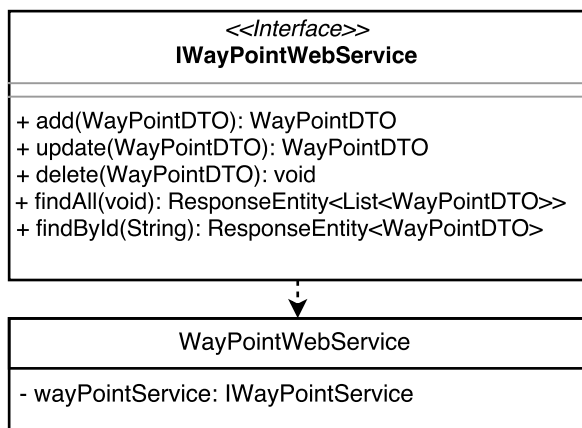 <<Interface>>
IWayPointWebService
+ add(WayPointDTO): WayPointDTO
+ update(WayPointDTO): WayPointDTO
+ delete(WayPointDTO): void
+ findAll(void): ResponseEntity<List<WayPointDTO>>
+ findById(String): ResponseEntity<WayPointDTO>
WayPointWebService
- wayPointService: IWayPointService